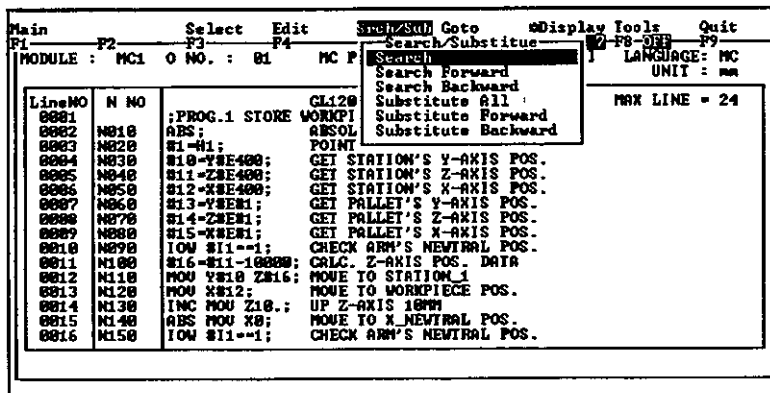 Main Select Edit Srch/Sub Goto @Display Tools Quit
F1 F2 F3 F4 Search/Substitue 7 F8-OFF F9
MODULE : MC1 O NO. : 01 MC P ] LANGUAGE: MC
UNIT : mm
Search
Search Forward
Search Backward
Substitute All :
Substitute Forward
Substitute Backward
LineNO N NO GL120 MAX LINE = 24
0001 ;PROG.1 STORE WORKPI
0002 N010 ABS; ABSOL
0003 N020 #1=H1; POINT
0004 N030 #10=Y#E400; GET STATION'S Y-AXIS POS.
0005 N040 #11=Z#E400; GET STATION'S Z-AXIS POS.
0006 N050 #12=X#E400; GET STATION'S X-AXIS POS.
0007 N060 #13=Y#E#1; GET PALLET'S Y-AXIS POS.
0008 N070 #14=Z#E#1; GET PALLET'S Z-AXIS POS.
0009 N080 #15=X#E#1; GET PALLET'S X-AXIS POS.
0010 N090 IOW #I1==1; CHECK ARM'S NEWTRAL POS.
0011 N100 #16=#11-10000; CALC. Z-AXIS POS. DATA
0012 N110 MOV Y#10 Z#16; MOVE TO STATION_1
0013 N120 MOV X#12; MOVE TO WORKPIECE POS.
0014 N130 INC MOV Z10.; UP Z-AXIS 10MM
0015 N140 ABS MOV X0; MOVE TO X_NEWTRAL POS.
0016 N150 IOW #I1==1; CHECK ARM'S NEWTRAL POS.